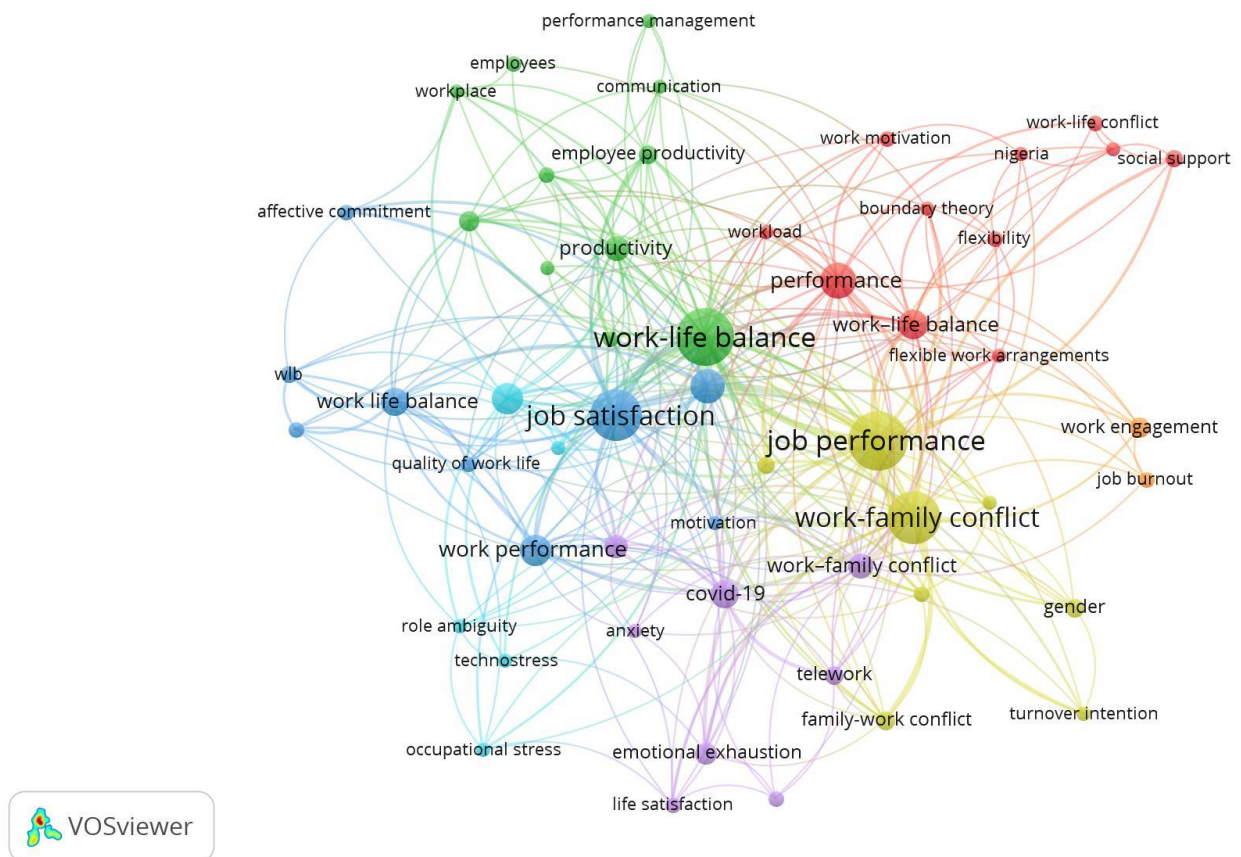 performance management
employees
communication
workplace
work-life conflict
work motivation
employee productivity
nigeria
social support
affective commitment
boundary theory
workload
flexibility
productivity
performance
work-life balance
work–life balance
flexible work arrangements
wlb
work life balance
job satisfaction
job performance
work engagement
quality of work life
job burnout
motivation
work-family conflict
work performance
work–family conflict
covid-19
gender
role ambiguity
anxiety
technostress
telework
family-work conflict
turnover intention
occupational stress
emotional exhaustion
life satisfaction
VOSviewer